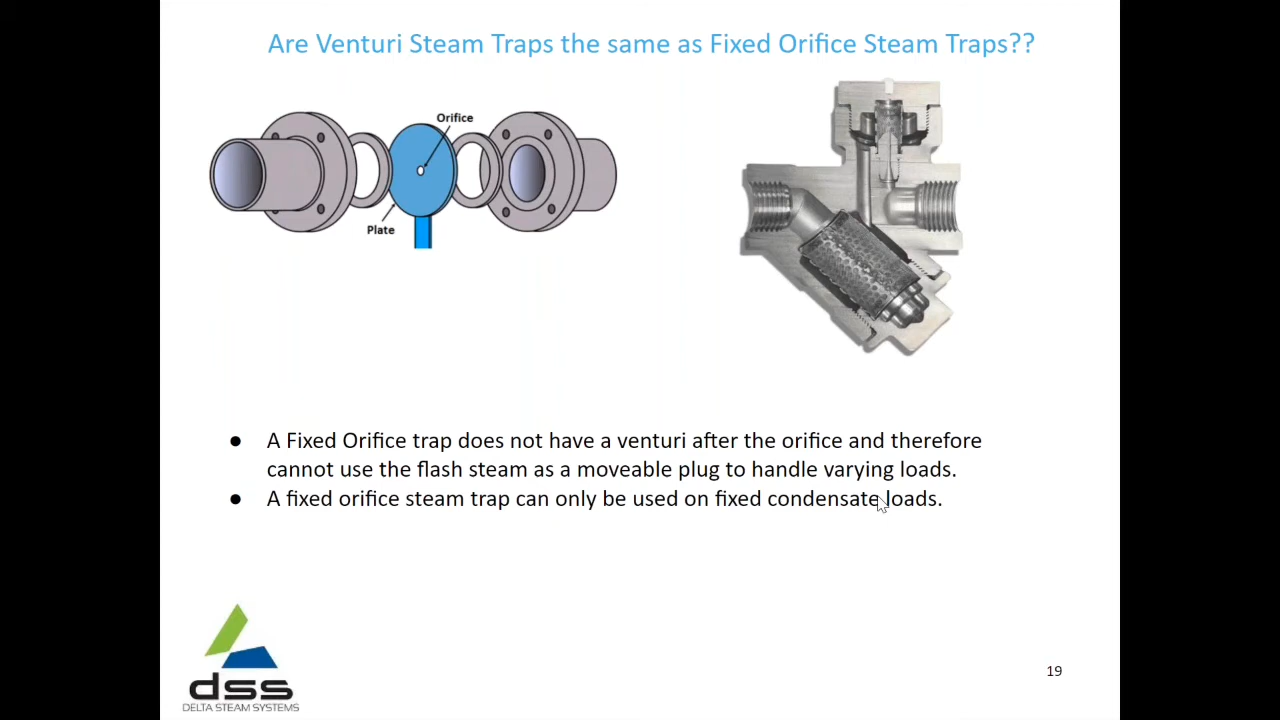 Are Venturi Steam Traps the same as Fixed Orifice Steam Traps??
Orifice
Plate
● A Fixed Orifice trap does not have a venturi after the orifice and therefore
cannot use the flash steam as a moveable plug to handle varying loads.
● A fixed orifice steam trap can only be used on fixed condensate loads.
dss
DELTA STEAM SYSTEMS
19